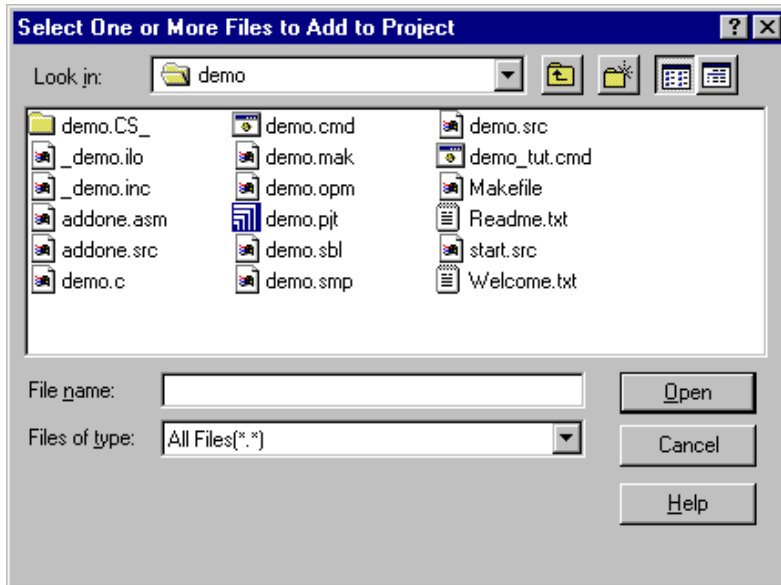 Select One or More Files to Add to Project
Look in: demo
demo.CS_ demo.cmd demo.src
_demo.ilo demo.mak demo_tut.cmd
_demo.inc demo.opm Makefile
addone.asm demo.pjt Readme.txt
addone.src demo.sbl start.src
demo.c demo.smp Welcome.txt
File name: Open
Files of type: All Files(*.*) Cancel
Help